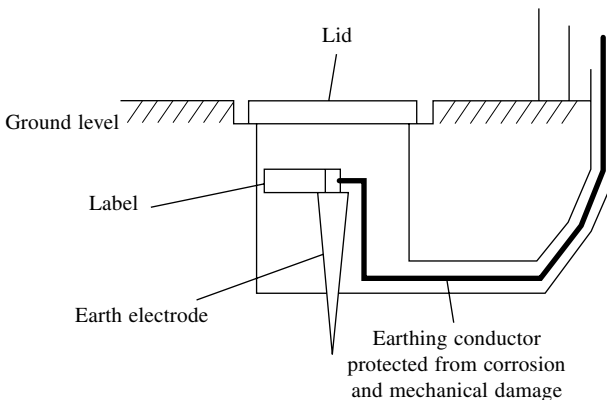 Lid
Ground level
Label
Earth electrode
Earthing conductor
protected from corrosion
and mechanical damage